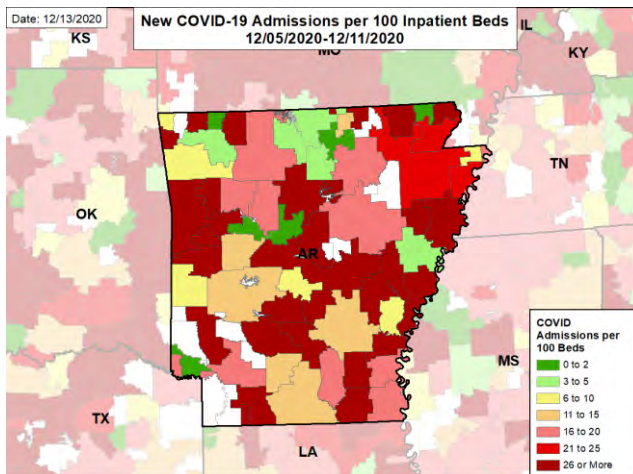 Date: 12/13/2020
New COVID-19 Admissions per 100 Inpatient Beds
12/05/2020-12/11/2020
KS
MO
IL
KY
OK
AR
TN
MS
TX
LA
COVID
Admissions per
100 Beds
0 to 2
3 to 5
6 to 10
11 to 15
16 to 20
21 to 25
26 or More